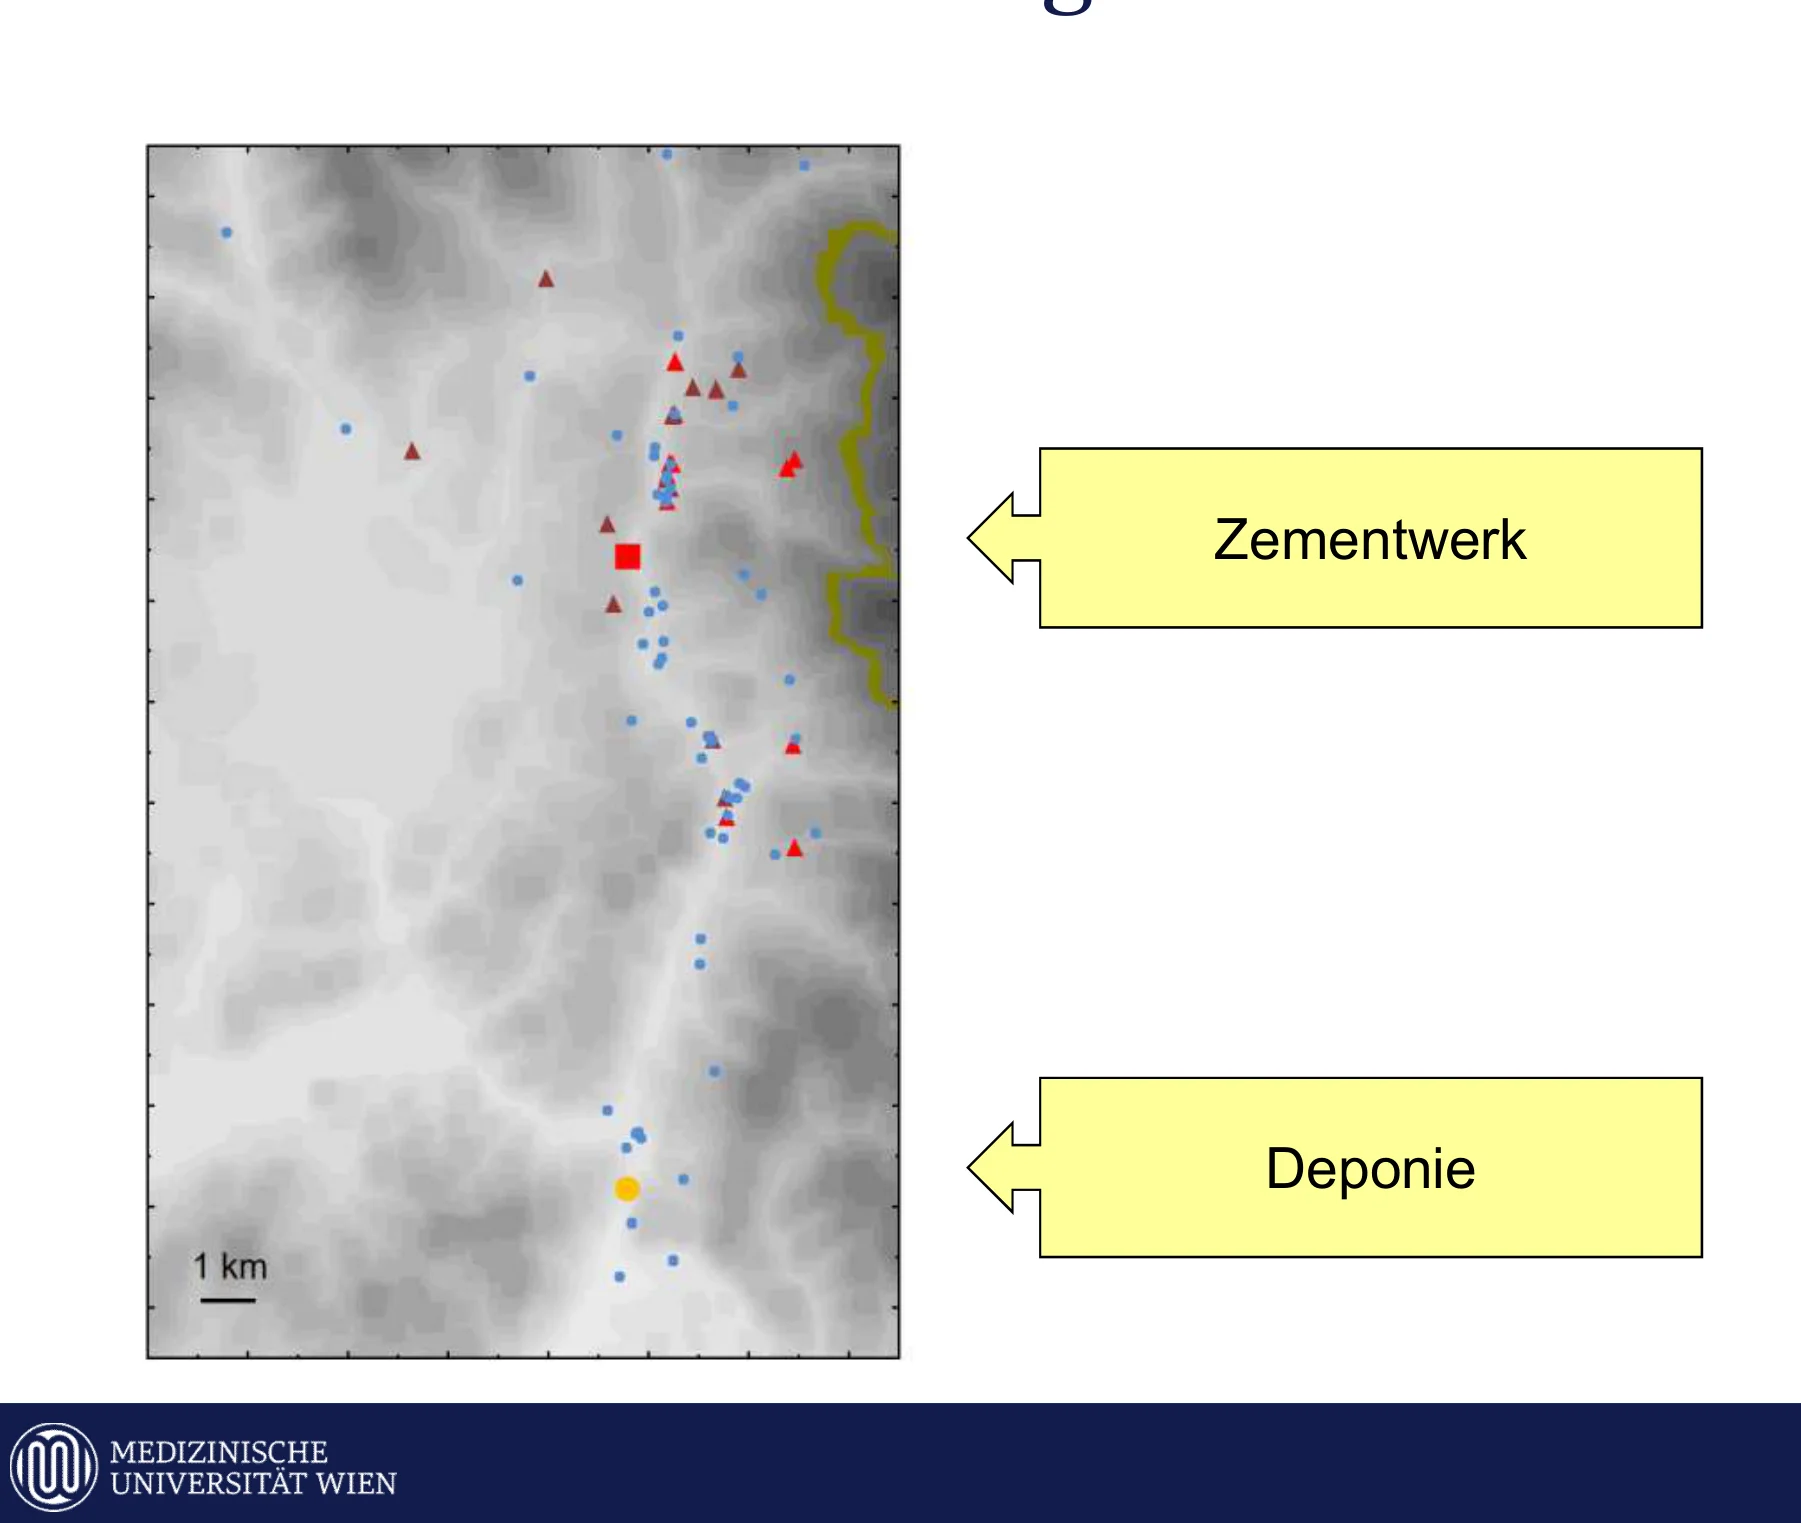 Zementwerk
Deponie
1 km
MEDIZINISCHE
UNIVERSITÄT WIEN